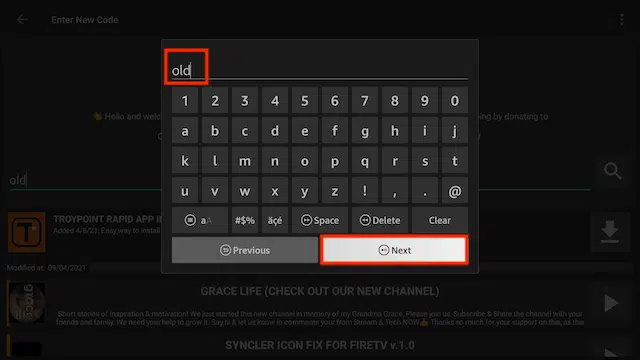 Enter New Code
old
1 2 3 4 5 6 7 8 9 0
👋 Hello and welc
ing by donating to
a b c d e f g h i j
k l m n o p q r s t
old
u v w x y z ! , . @
aA #$% äçé Space Delete Clear
TROYPOINT RAPID APP IN
Added 4/8/21: Easy way to install
Previous Next
Modified at: 09/04/2021
GRACE LIFE (CHECK OUT OUR NEW CHANNEL)
Short stories of inspiration & motivation! We just started this new channel in memory of my Grandma Grace. Please join us, Subscribe & Share the channel with your
friends and family. We need your help to grow it. Say hi & let us know in comments your from Stream & Tech NOW👍 Thanks so much for your support on this, as this
SYNCLER ICON FIX FOR FIRETV v.1.0